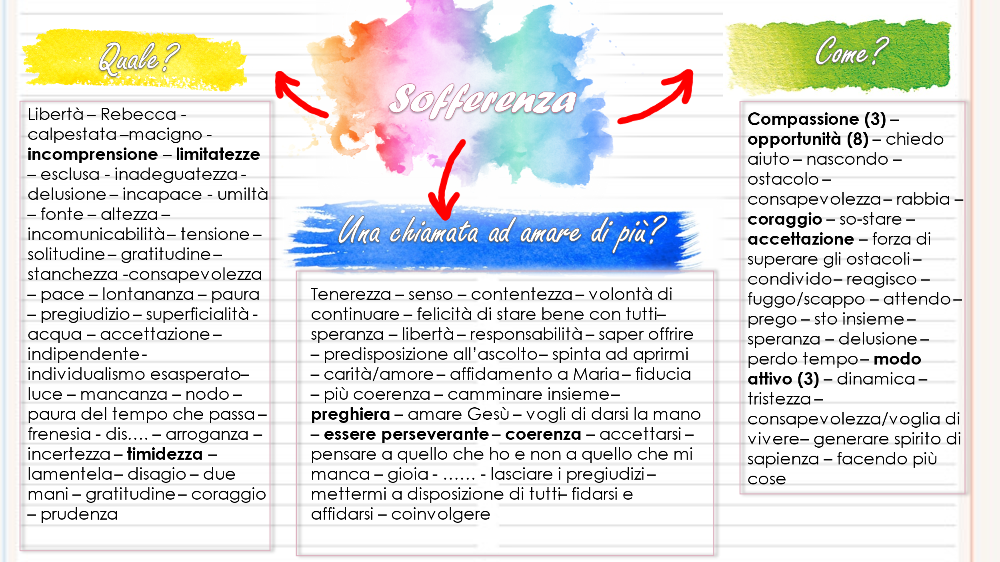 Sofferenza
Quale?
Libertà – Rebecca -
calpestata –macigno -
incomprensione – limitatezze
– esclusa - inadeguatezza -
delusione – incapace - umiltà
– fonte – altezza –
incomunicabilità – tensione –
solitudine – gratitudine –
stanchezza -consapevolezza
– pace – lontananza – paura
– pregiudizio – superficialità -
acqua – accettazione –
indipendente -
individualismo esasperato–
luce – mancanza – nodo –
paura del tempo che passa –
frenesia - dis…. – arroganza –
incertezza – timidezza –
lamentela – disagio – due
mani – gratitudine – coraggio
– prudenza
Una chiamata ad amare di più?
Tenerezza – senso – contentezza – volontà di
continuare – felicità di stare bene con tutti–
speranza – libertà – responsabilità – saper offrire
– predisposizione all’ascolto – spinta ad aprirmi
– carità/amore – affidamento a Maria – fiducia
– più coerenza – camminare insieme –
preghiera – amare Gesù – vogli di darsi la mano
– essere perseverante – coerenza – accettarsi –
pensare a quello che ho e non a quello che mi
manca – gioia - …… - lasciare i pregiudizi –
mettermi a disposizione di tutti– fidarsi e
affidarsi – coinvolgere
Come?
Compassione (3) –
opportunità (8) – chiedo
aiuto – nascondo –
ostacolo –
consapevolezza – rabbia –
coraggio – so-stare –
accettazione – forza di
superare gli ostacoli –
condivido – reagisco –
fuggo/scappo – attendo –
prego – sto insieme –
speranza – delusione –
perdo tempo – modo
attivo (3) – dinamica –
tristezza –
consapevolezza/voglia di
vivere– generare spirito di
sapienza – facendo più
cose